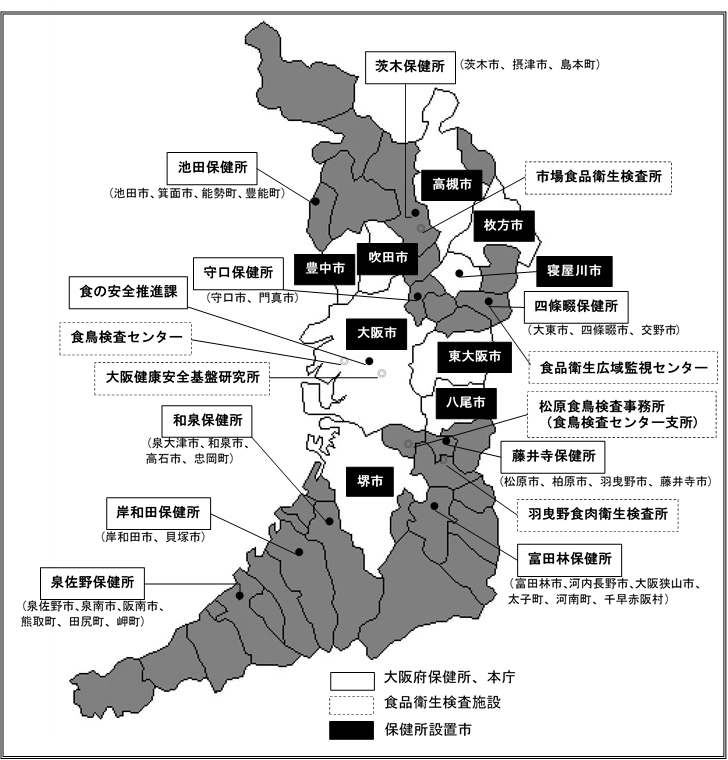 茨木保健所
（茨木市、摂津市、島本町）
池田保健所
（池田市、箕面市、能勢町、豊能町）
高槻市
市場食品衛生検査所
枚方市
吹田市
豊中市
守口保健所
（守口市、門真市）
寝屋川市
食の安全推進課
四條畷保健所
（大東市、四條畷市、交野市）
大阪市
食鳥検査センター
東大阪市
食品衛生広域監視センター
大阪健康安全基盤研究所
八尾市
松原食鳥検査事務所
（食鳥検査センター支所）
和泉保健所
（泉大津市、和泉市、
高石市、忠岡町）
藤井寺保健所
（松原市、柏原市、羽曳野市、藤井寺市）
堺市
岸和田保健所
（岸和田市、貝塚市）
羽曳野食肉衛生検査所
富田林保健所
（富田林市、河内長野市、大阪狭山市、
太子町、河南町、千早赤阪村）
泉佐野保健所
（泉佐野市、泉南市、阪南市、
熊取町、田尻町、岬町）
大阪府保健所、本庁
食品衛生検査施設
保健所設置市